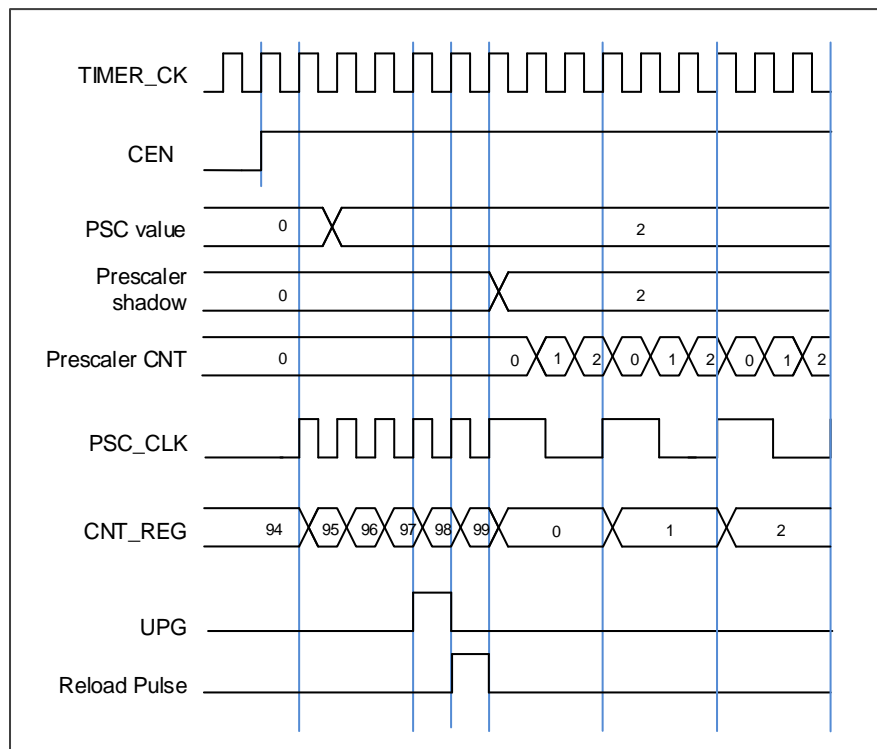 TIMER_CK
CEN
PSC value 0 2
Prescaler
shadow 0 2
Prescaler CNT 0 0 1 2 0 1 2 0 1 2
PSC_CLK
CNT_REG 94 95 96 97 98 99 0 1 2
UPG
Reload Pulse